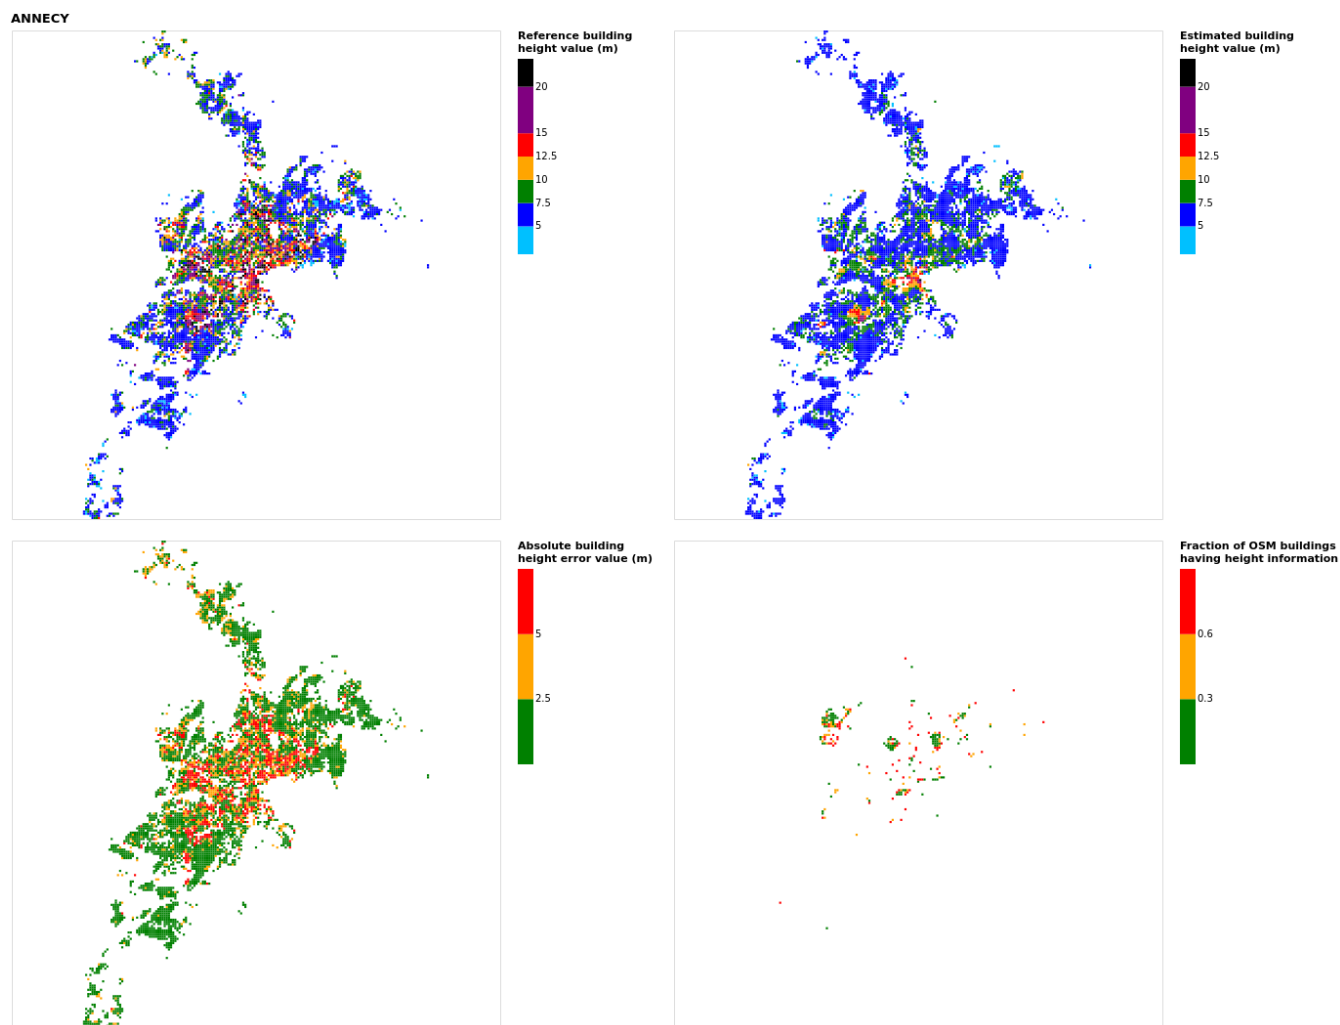 ANNECY
Reference building
height value (m)
20
15
12.5
10
7.5
5
Estimated building
height value (m)
20
15
12.5
10
7.5
5
Absolute building
height error value (m)
5
2.5
Fraction of OSM buildings
having height information
0.6
0.3